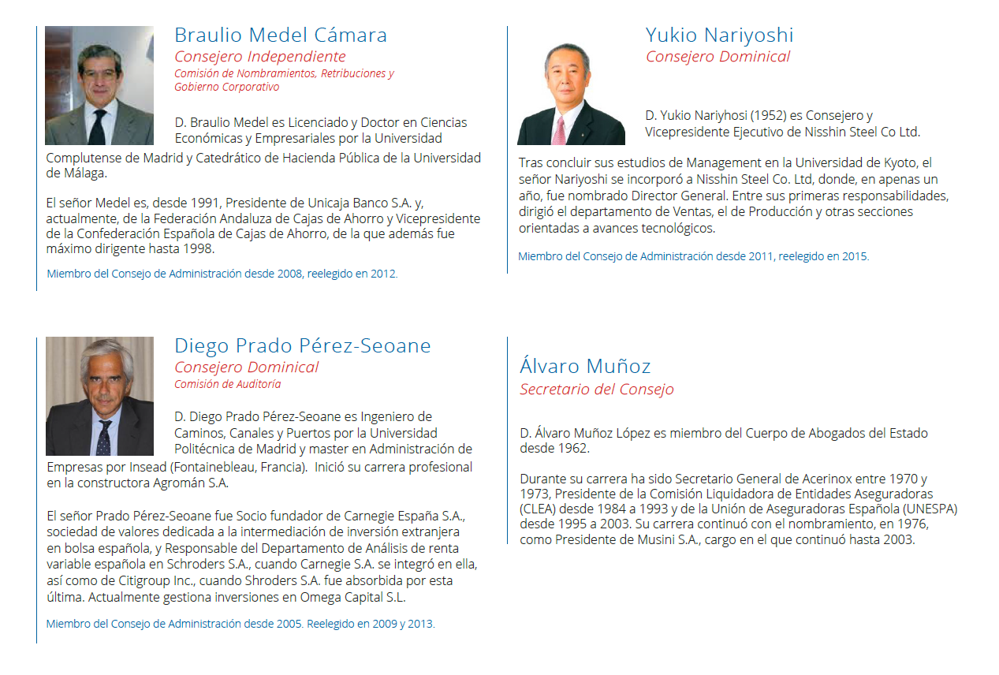 Braulio Medel Cámara
Consejero Independiente
Comisión de Nombramientos, Retribuciones y
Gobierno Corporativo
D. Braulio Medel es Licenciado y Doctor en Ciencias
Económicas y Empresariales por la Universidad
Complutense de Madrid y Catedrático de Hacienda Pública de la Universidad
de Málaga.
El señor Medel es, desde 1991, Presidente de Unicaja Banco S.A. y,
actualmente, de la Federación Andaluza de Cajas de Ahorro y Vicepresidente
de la Confederación Española de Cajas de Ahorro, de la que además fue
máximo dirigente hasta 1998.
Miembro del Consejo de Administración desde 2008, reelegido en 2012.
Yukio Nariyoshi
Consejero Dominical
D. Yukio Nariyhosi (1952) es Consejero y
Vicepresidente Ejecutivo de Nisshin Steel Co Ltd.
Tras concluir sus estudios de Management en la Universidad de Kyoto, el
señor Nariyoshi se incorporó a Nisshin Steel Co. Ltd, donde, en apenas un
año, fue nombrado Director General. Entre sus primeras responsabilidades,
dirigió el departamento de Ventas, el de Producción y otras secciones
orientadas a avances tecnológicos.
Miembro del Consejo de Administración desde 2011, reelegido en 2015.
Diego Prado Pérez-Seoane
Consejero Dominical
Comisión de Auditoría
D. Diego Prado Pérez-Seoane es Ingeniero de
Caminos, Canales y Puertos por la Universidad
Politécnica de Madrid y master en Administración de
Empresas por Insead (Fontainebleau, Francia). Inició su carrera profesional
en la constructora Agromán S.A.
El señor Prado Pérez-Seoane fue Socio fundador de Carnegie España S.A.,
sociedad de valores dedicada a la intermediación de inversión extranjera
en bolsa española, y Responsable del Departamento de Análisis de renta
variable española en Schroders S.A., cuando Carnegie S.A. se integró en ella,
así como de Citigroup Inc., cuando Shroders S.A. fue absorbida por esta
última. Actualmente gestiona inversiones en Omega Capital S.L.
Miembro del Consejo de Administración desde 2005. Reelegido en 2009 y 2013.
Álvaro Muñoz
Secretario del Consejo
D. Álvaro Muñoz López es miembro del Cuerpo de Abogados del Estado
desde 1962.
Durante su carrera ha sido Secretario General de Acerinox entre 1970 y
1973, Presidente de la Comisión Liquidadora de Entidades Aseguradoras
(CLEA) desde 1984 a 1993 y de la Unión de Aseguradoras Española (UNESPA)
desde 1995 a 2003. Su carrera continuó con el nombramiento, en 1976,
como Presidente de Musini S.A., cargo en el que continuó hasta 2003.